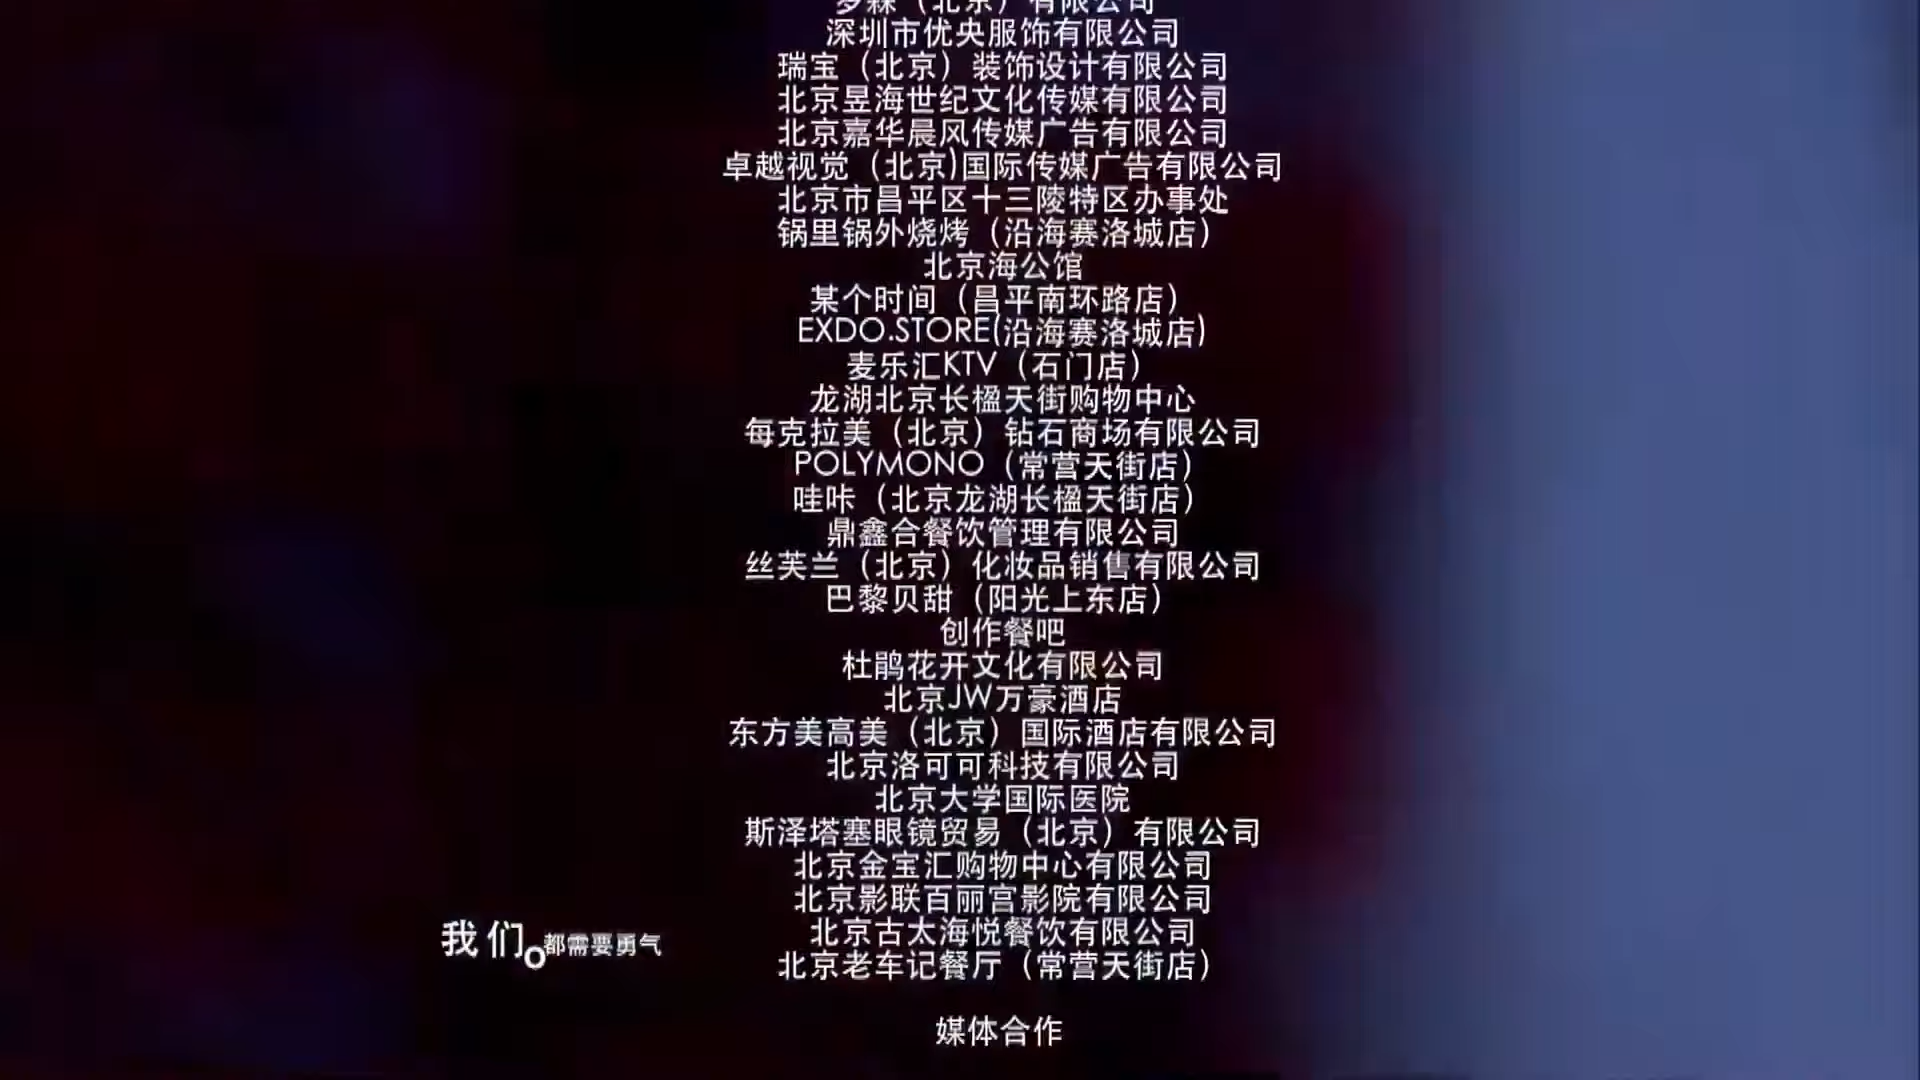 罗森（北京）有限公司
深圳市优央服饰有限公司
瑞宝（北京）装饰设计有限公司
北京昱海世纪文化传媒有限公司
北京嘉华晨风传媒广告有限公司
卓越视觉（北京)国际传媒广告有限公司
北京市昌平区十三陵特区办事处
锅里锅外烧烤（沿海赛洛城店）
北京海公馆
某个时间（昌平南环路店）
EXDO.STORE(沿海赛洛城店)
麦乐汇KTV（石门店）
龙湖北京长楹天街购物中心
每克拉美（北京）钻石商场有限公司
POLYMONO（常营天街店）
哇咔（北京龙湖长楹天街店）
鼎鑫合餐饮管理有限公司
丝芙兰（北京）化妆品销售有限公司
巴黎贝甜（阳光上东店）
创作餐吧
杜鹃花开文化有限公司
北京JW万豪酒店
东方美高美（北京）国际酒店有限公司
北京洛可可科技有限公司
北京大学国际医院
斯泽塔塞眼镜贸易（北京）有限公司
北京金宝汇购物中心有限公司
北京影联百丽宫影院有限公司
北京古太海悦餐饮有限公司
北京老车记餐厅（常营天街店）
我们。都需要勇气
媒体合作